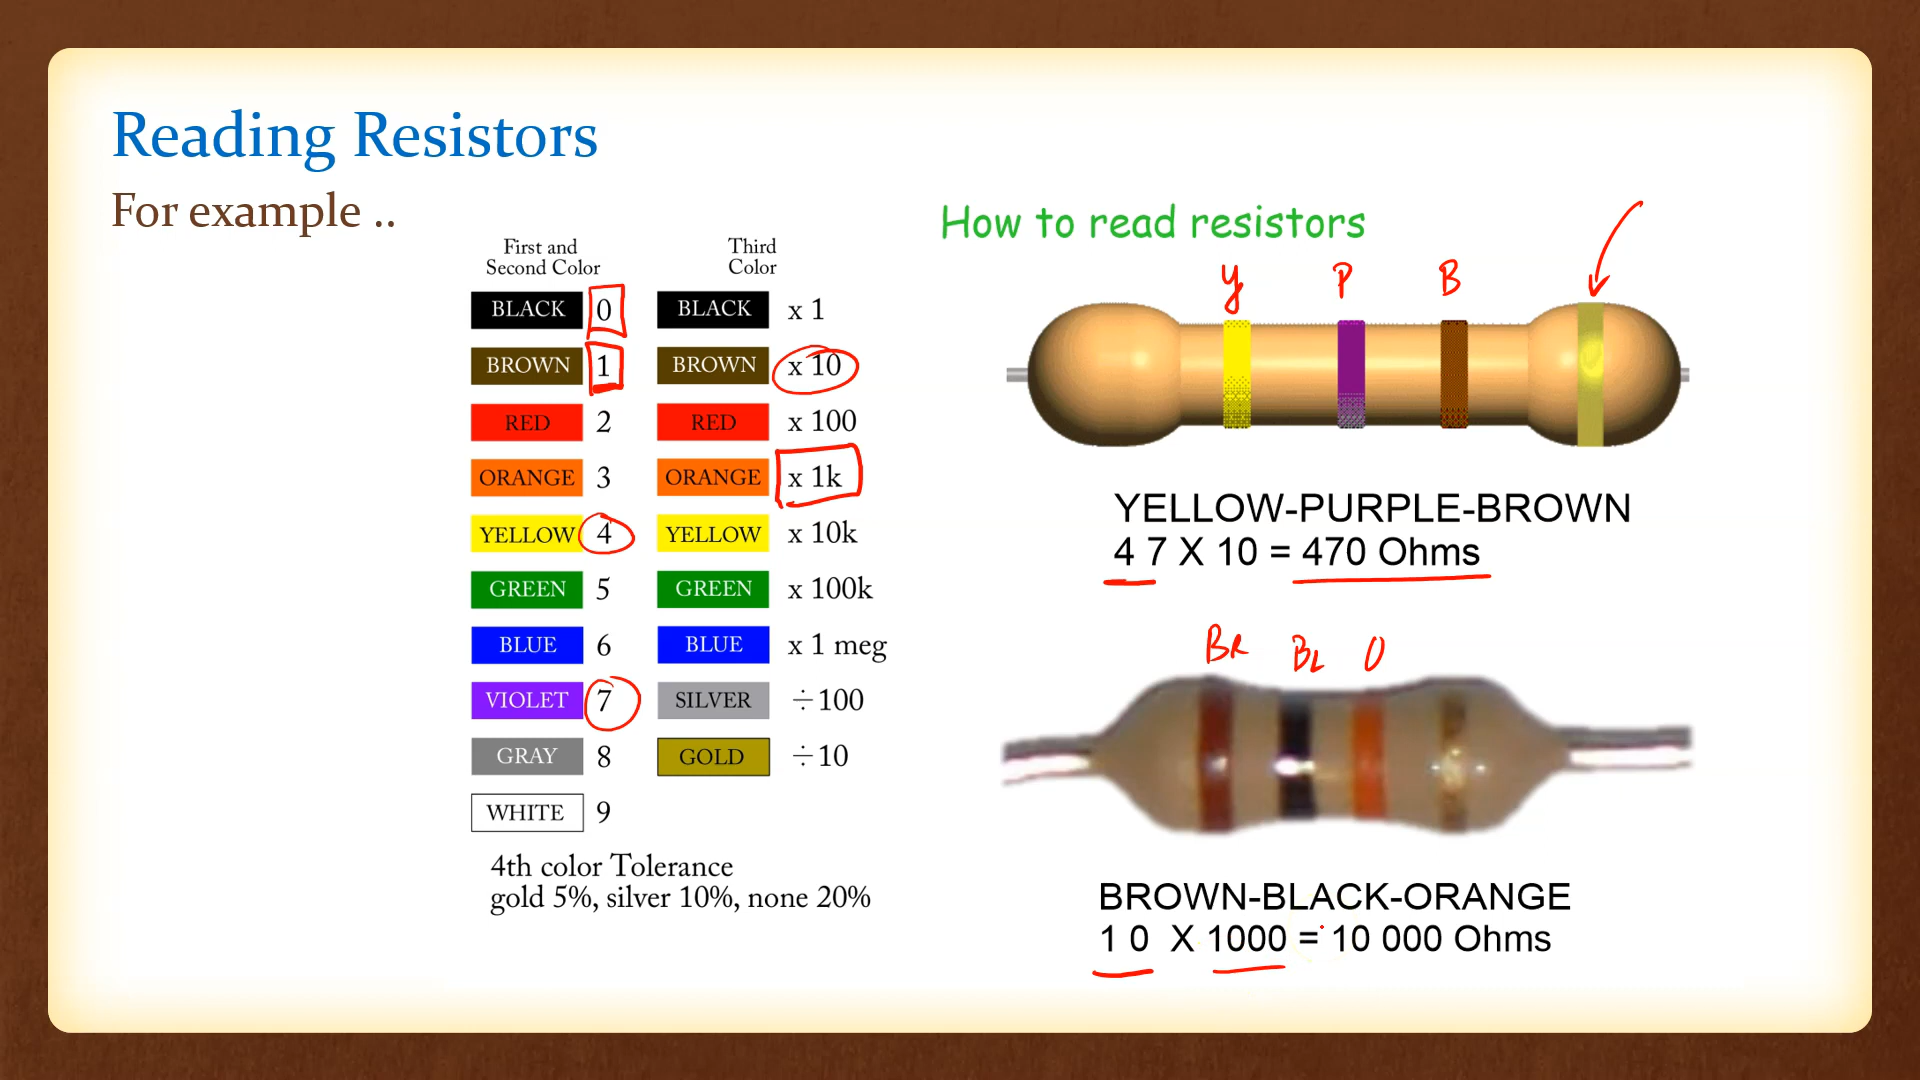 Reading Resistors
For example ..
First and
Second Color
Third
Color
BLACK 0 BLACK x 1
BROWN 1 BROWN x 10
RED 2 RED x 100
ORANGE 3 ORANGE x 1k
YELLOW 4 YELLOW x 10k
GREEN 5 GREEN x 100k
BLUE 6 BLUE x 1 meg
VIOLET 7 SILVER ÷100
GRAY 8 GOLD ÷10
WHITE 9
4th color Tolerance
gold 5%, silver 10%, none 20%
How to read resistors
Y P B
YELLOW-PURPLE-BROWN
4 7 X 10 = 470 Ohms
BR BL O
BROWN-BLACK-ORANGE
1 0 X 1000 = 10 000 Ohms